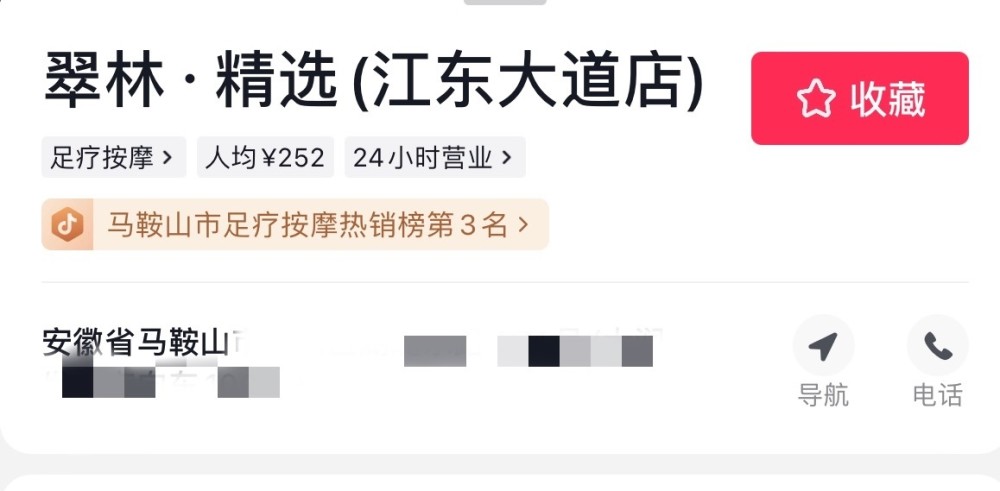 翠林·精选(江东大道店)
收藏
足疗按摩 > 人均¥252 24小时营业 >
马鞍山市足疗按摩热销榜第3名 >
安徽省马鞍山
导航 电话